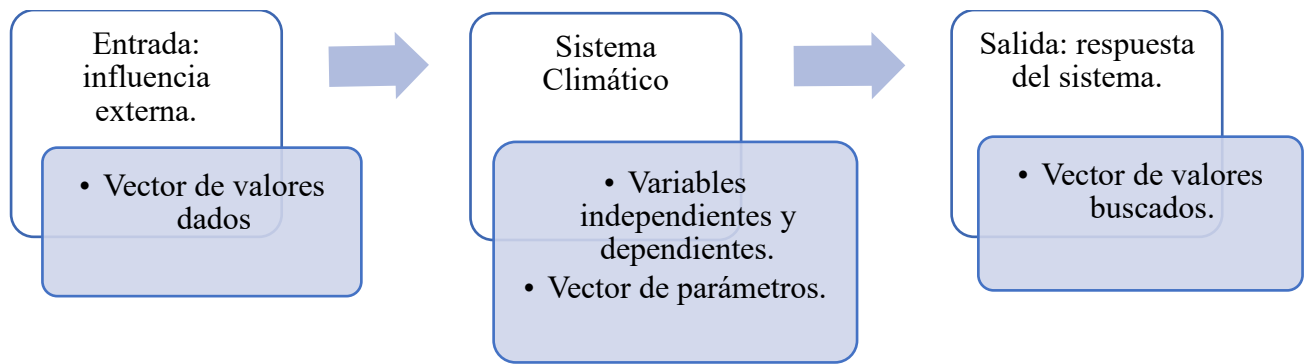 Entrada:
influencia
externa.
• Vector de valores
dados
Sistema
Climático
• Variables
independientes y
dependientes.
• Vector de parámetros.
Salida: respuesta
del sistema.
• Vector de valores
buscados.